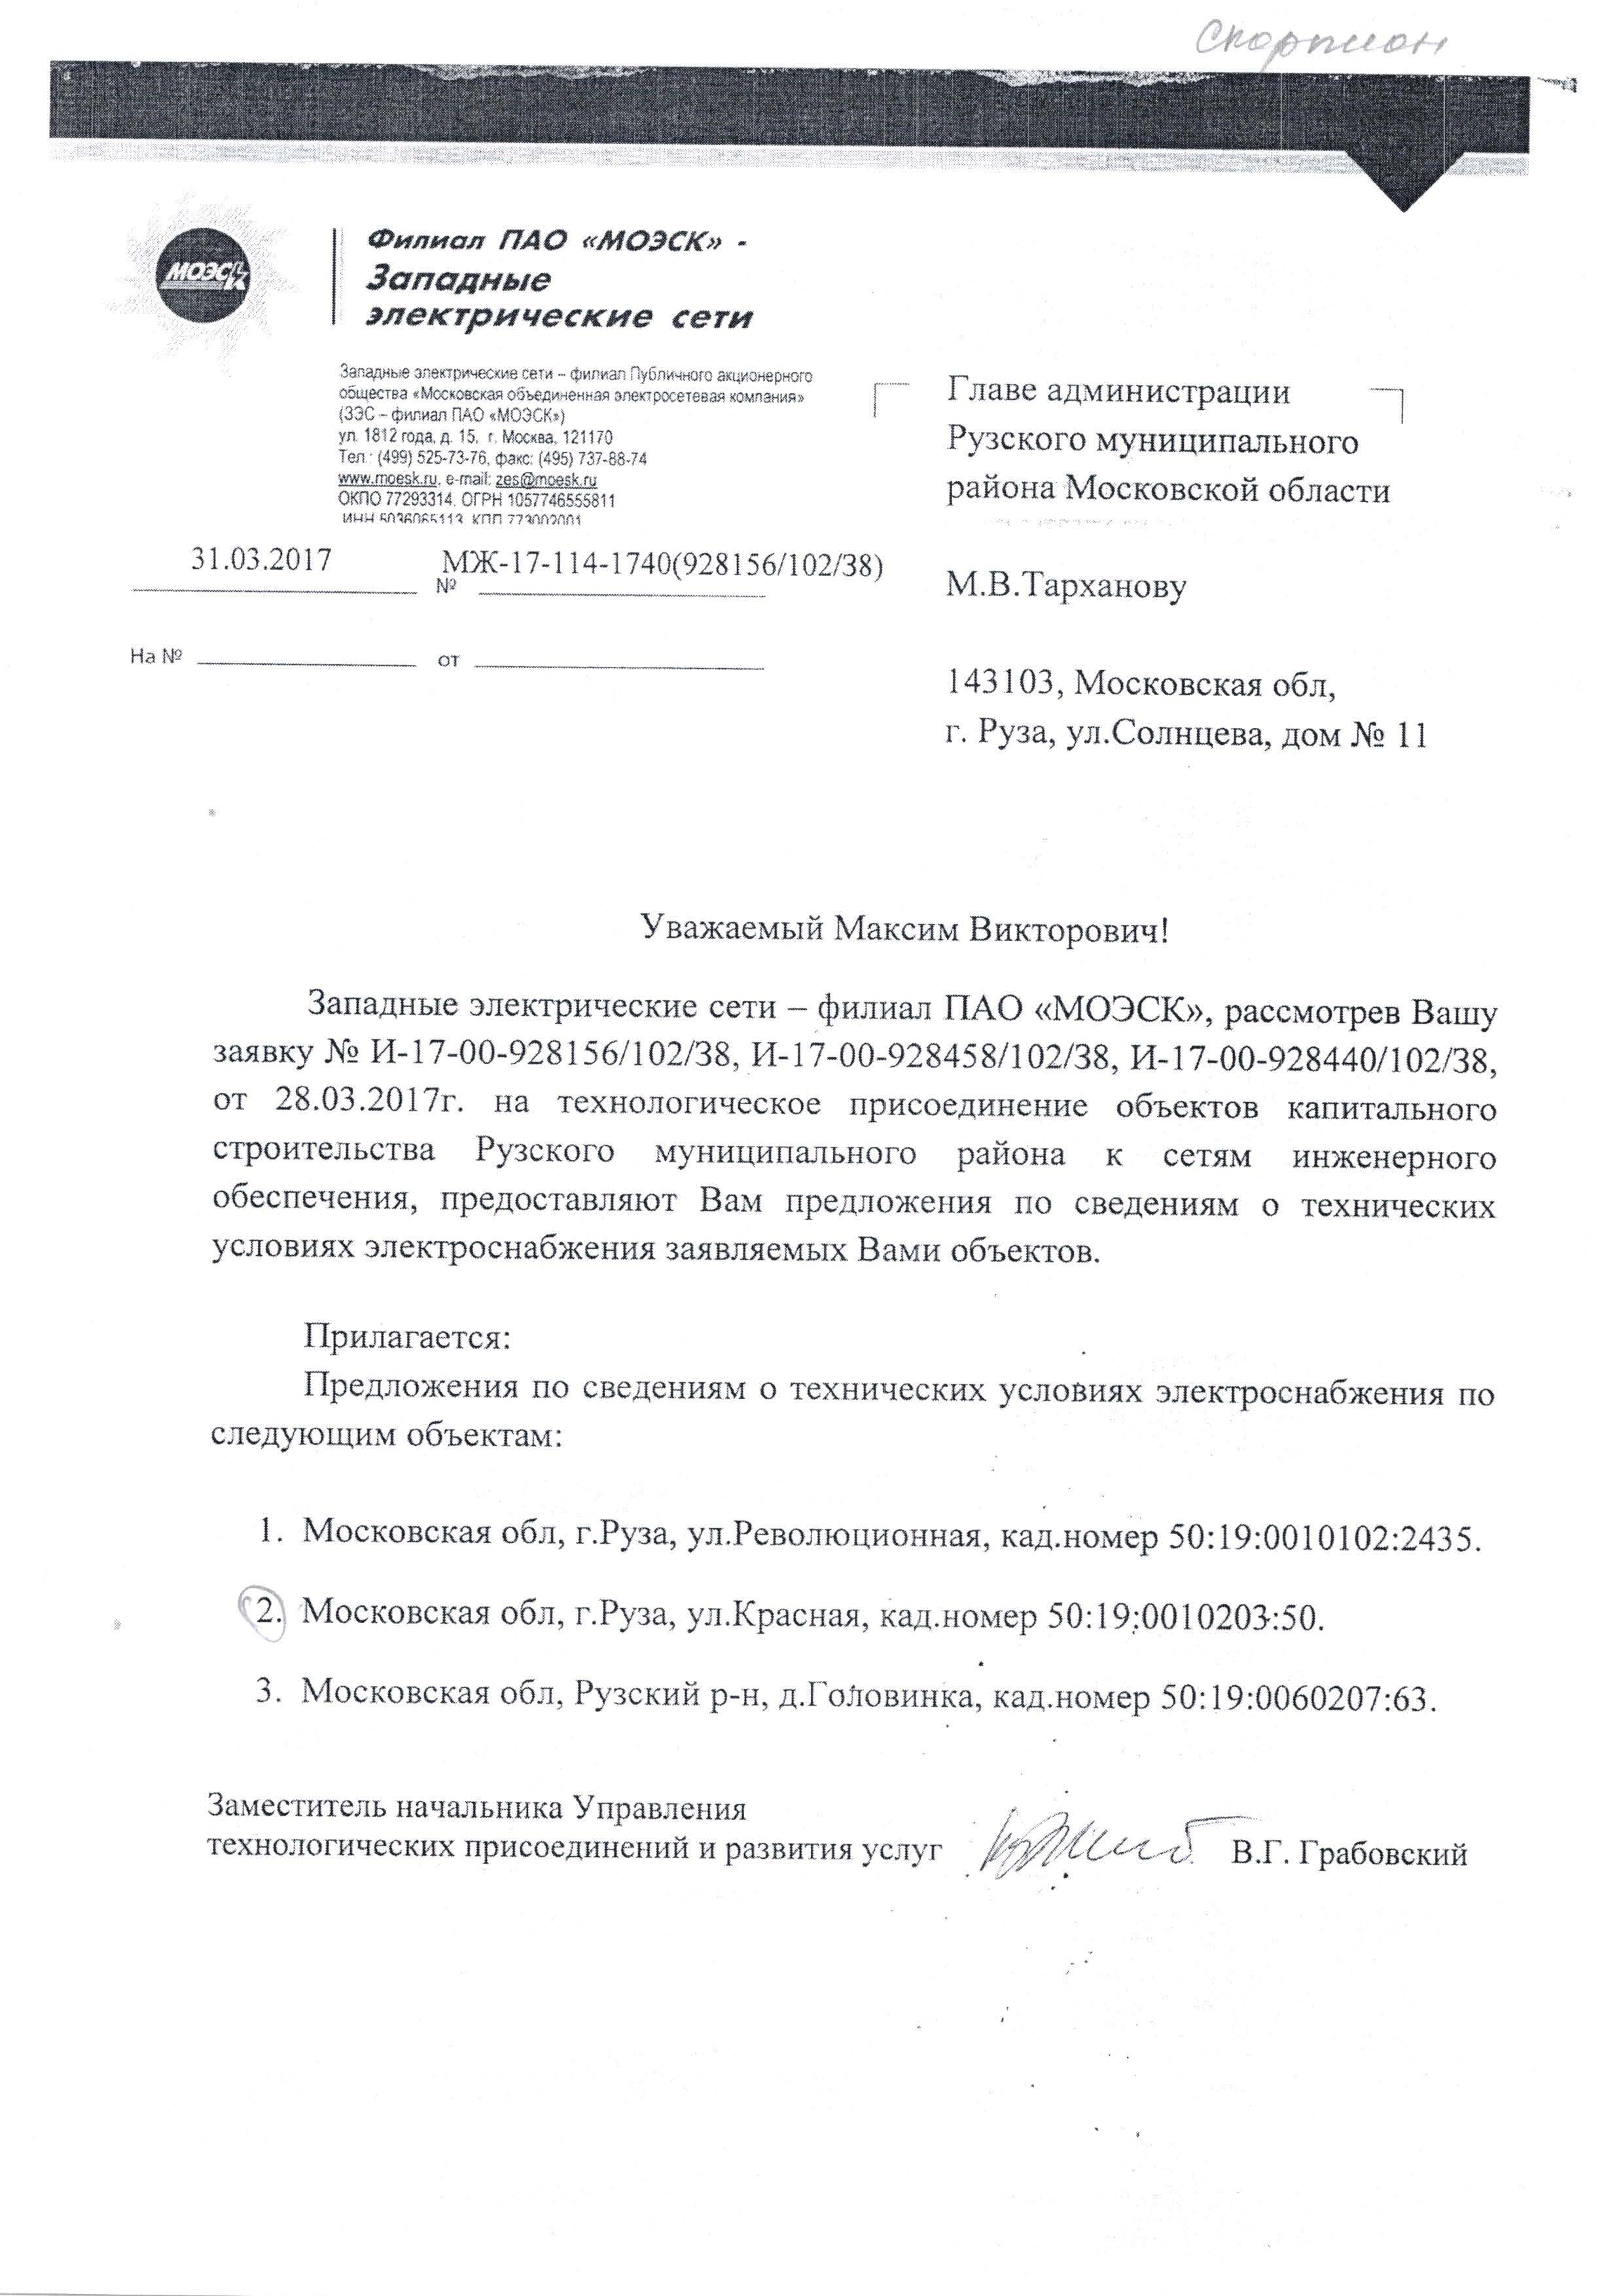 Скорпион
МОЭСК
Филиал ПАО «МОЭСК» -
Западные
электрические сети
Западные электрические сети – филиал Публичного акционерного
общества «Московская объединенная электросетевая компания»
(ЗЭС – филиал ПАО «МОЭСК»)
ул. 1812 года, д. 15, г. Москва, 121170
Тел.: (499) 525-73-76, факс: (495) 737-88-74
www.moesk.ru, e-mail: zes@moesk.ru
ОКПО 77293314, ОГРН 1057746555811
ИНН 5036065113, КПП 773002001
31.03.2017 № МЖ-17-114-1740(928156/102/38)
На № от
Главе администрации
Рузского муниципального
района Московской области
М.В.Тарханову
143103, Московская обл,
г. Руза, ул.Солнцева, дом № 11
Уважаемый Максим Викторович!
Западные электрические сети – филиал ПАО «МОЭСК», рассмотрев Вашу
заявку № И-17-00-928156/102/38, И-17-00-928458/102/38, И-17-00-928440/102/38,
от 28.03.2017г. на технологическое присоединение объектов капитального
строительства Рузского муниципального района к сетям инженерного
обеспечения, предоставляют Вам предложения по сведениям о технических
условиях электроснабжения заявляемых Вами объектов.
Прилагается:
Предложения по сведениям о технических условиях электроснабжения по
следующим объектам:
1. Московская обл, г.Руза, ул.Революционная, кад.номер 50:19:0010102:2435.
2. Московская обл, г.Руза, ул.Красная, кад.номер 50:19:0010203:50.
3. Московская обл, Рузский р-н, д.Головинка, кад.номер 50:19:0060207:63.
Заместитель начальника Управления
технологических присоединений и развития услуг В.Г. Грабовский